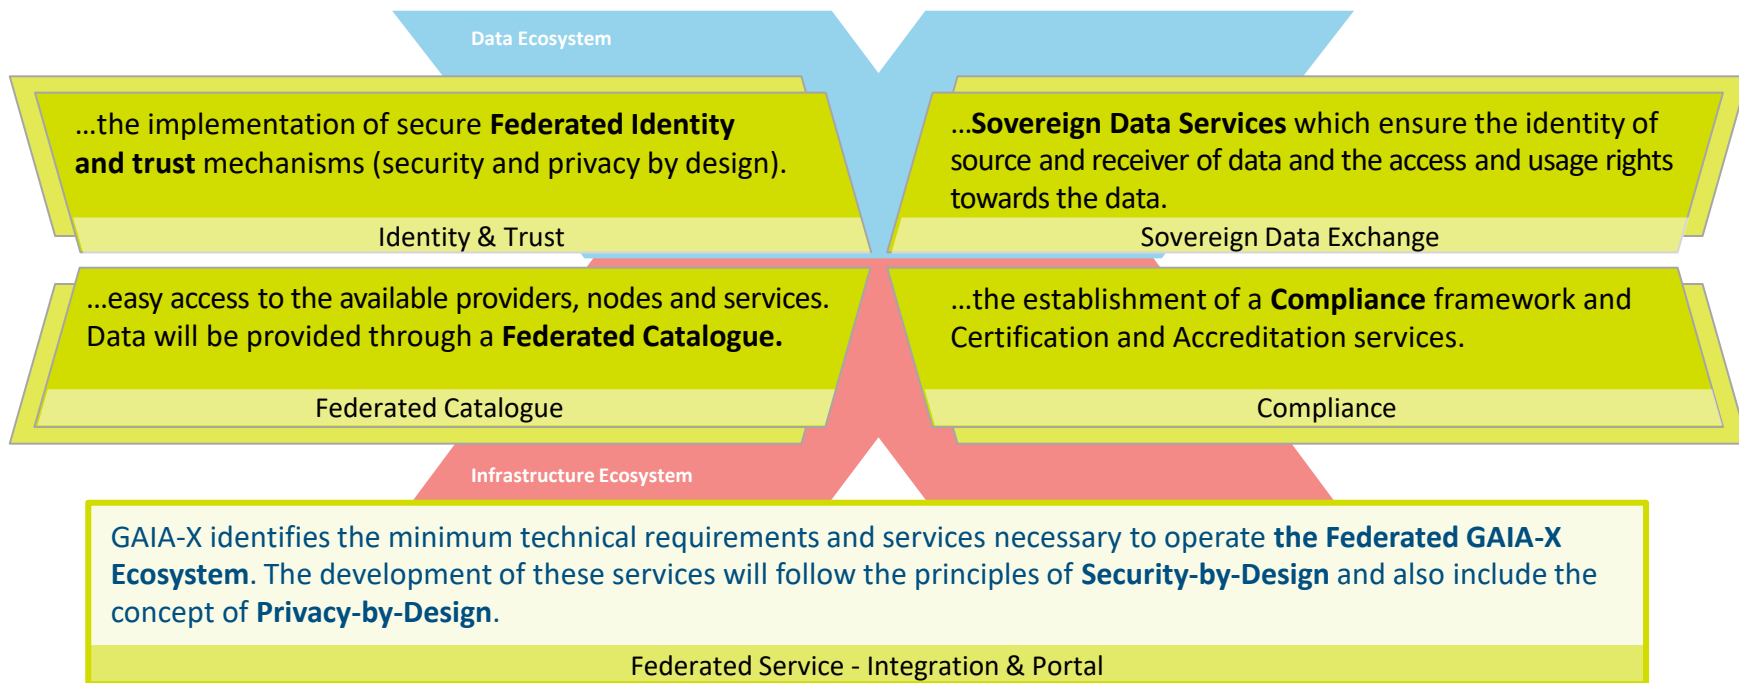 Data Ecosystem
...the implementation of secure Federated Identity
and trust mechanisms (security and privacy by design).
Identity & Trust
...Sovereign Data Services which ensure the identity of
source and receiver of data and the access and usage rights
towards the data.
Sovereign Data Exchange
...easy access to the available providers, nodes and services.
Data will be provided through a Federated Catalogue.
Federated Catalogue
...the establishment of a Compliance framework and
Certification and Accreditation services.
Compliance
Infrastructure Ecosystem
GAIA-X identifies the minimum technical requirements and services necessary to operate the Federated GAIA-X
Ecosystem. The development of these services will follow the principles of Security-by-Design and also include the
concept of Privacy-by-Design.
Federated Service - Integration & Portal